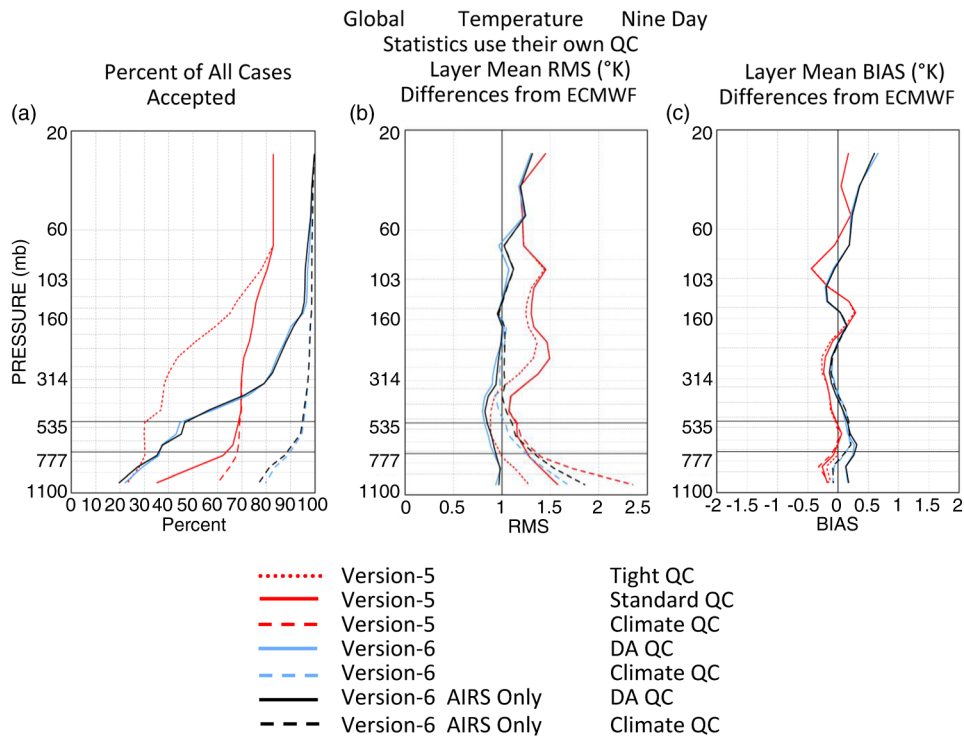 Global Temperature Nine Day
Statistics use their own QC
Percent of All Cases
Accepted
Layer Mean RMS (°K)
Differences from ECMWF
Layer Mean BIAS (°K)
Differences from ECMWF
(a)
(b)
(c)
20
60
103
160
314
535
777
1100
PRESSURE (mb)
0 10 20 30 40 50 60 70 80 90 100
Percent
20
60
103
160
314
535
777
1100
0 0.5 1 1.5 2 2.5
RMS
20
60
103
160
314
535
777
1100
-2 -1.5 -1 -0.5 0 0.5 1 1.5 2
BIAS
Version-5 Tight QC
Version-5 Standard QC
Version-5 Climate QC
Version-6 DA QC
Version-6 Climate QC
Version-6 AIRS Only DA QC
Version-6 AIRS Only Climate QC